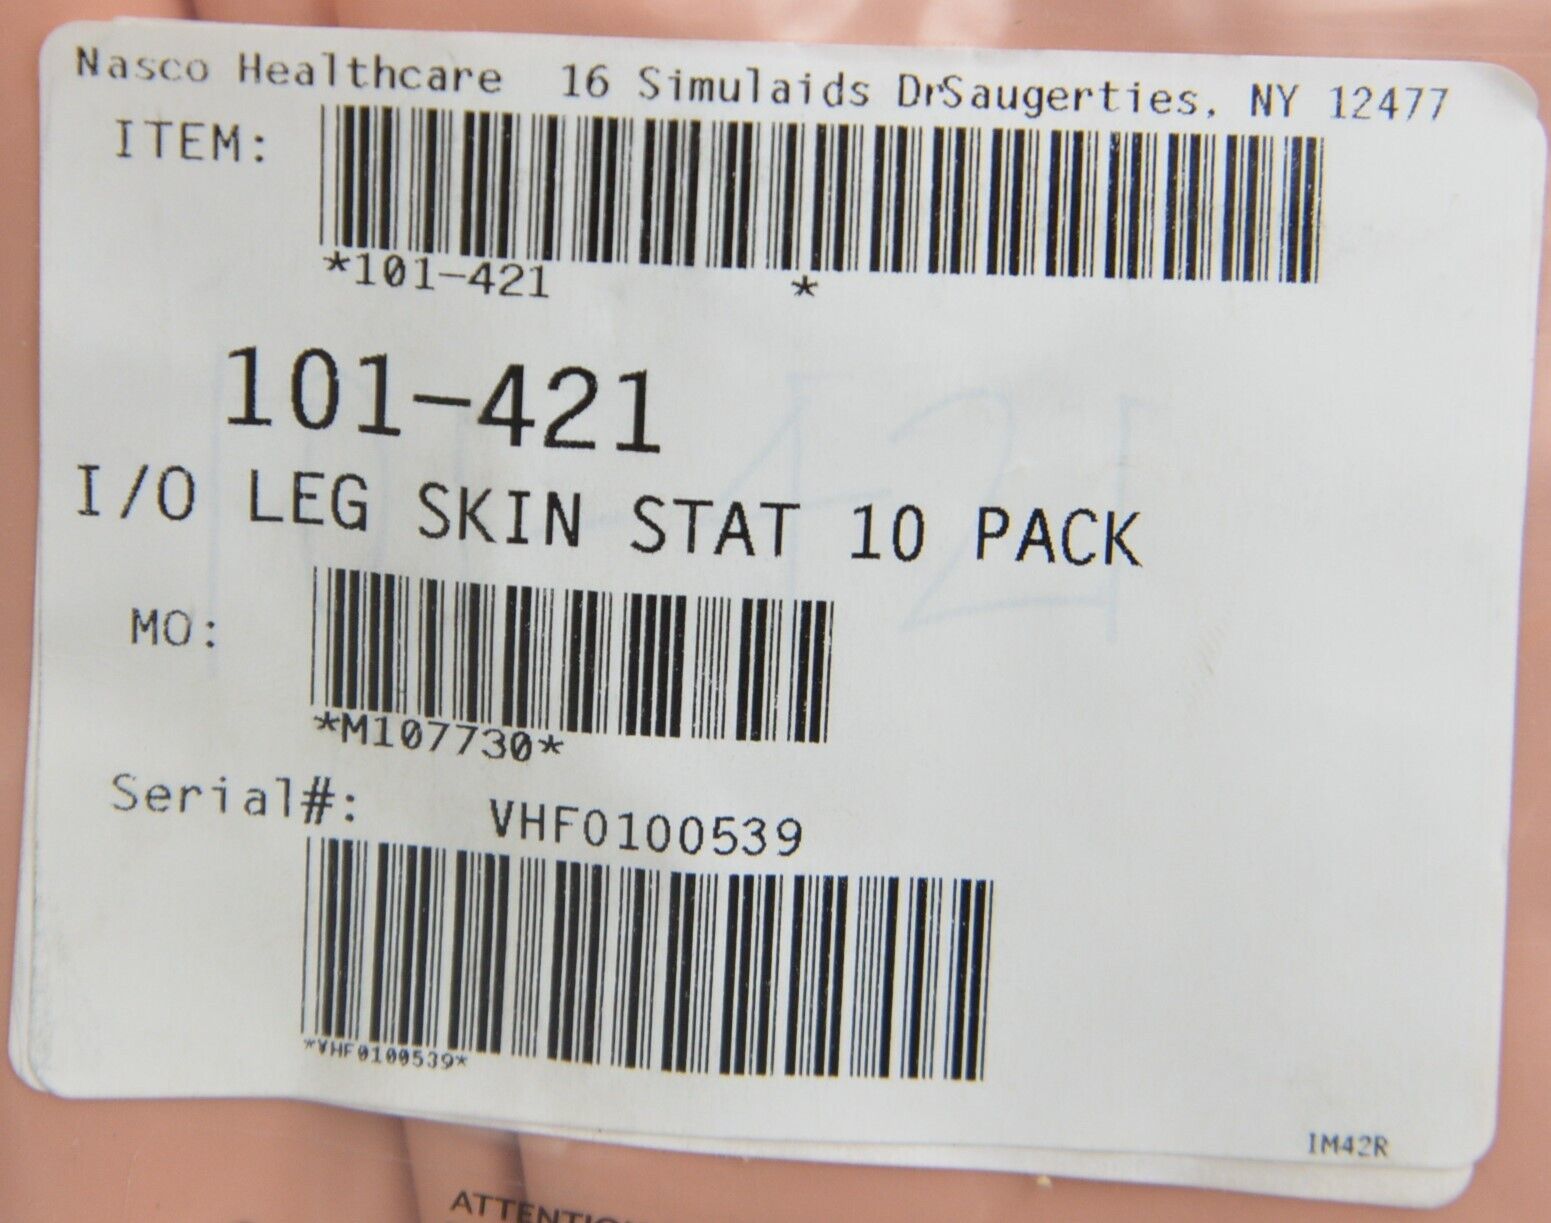 Nasco Healthcare 16 Simulaids DrSaugerties, NY 12477
ITEM:
*101-421 *
101-421
I/O LEG SKIN STAT 10 PACK
MO:
*M107730*
Serial#: VHF0100539
*VHF0100539*
IM42R